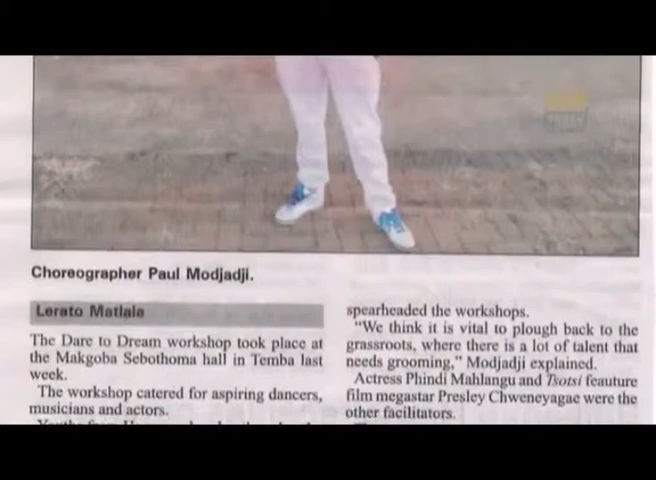 Choreographer Paul Modjadji.
Lerato Matlala
The Dare to Dream workshop took place at
the Makgoba Sebothoma hall in Temba last
week.
The workshop catered for aspiring dancers,
musicians and actors.
spearheaded the workshops.
"We think it is vital to plough back to the
grassroots, where there is a lot of talent that
needs grooming," Modjadji explained.
Actress Phindi Mahlangu and Tsotsi feauture
film megastar Presley Chweneyagae were the
other facilitators.